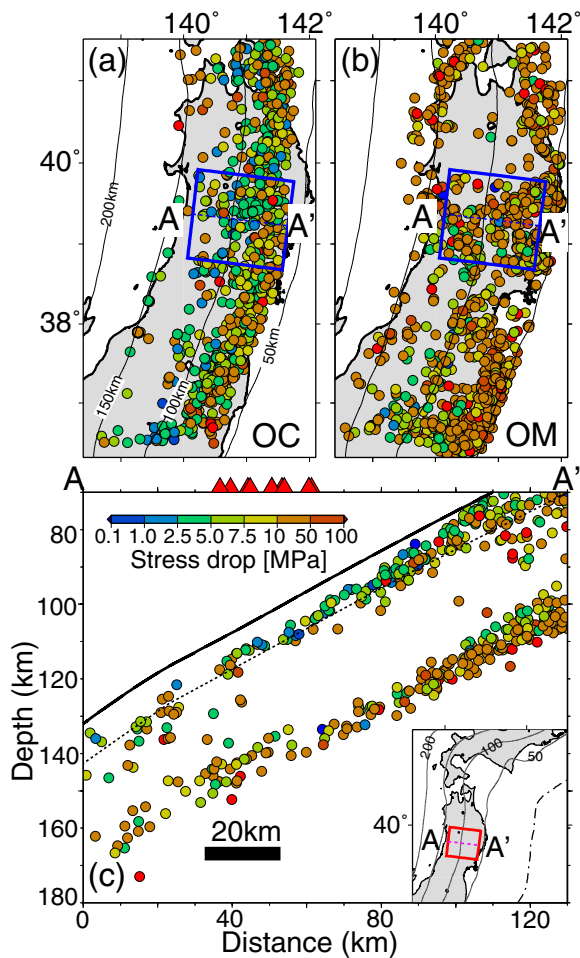 140° 142° 140° 142°
(a) (b)
40°
200km
A A' A A'
38°
50km
100km
150km
OC OM
A A'
80
0.1 1.0 2.5 5.0 7.5 10 50 100
Stress drop [MPa]
100
120
140
160
180
Depth (km)
200 100 50
40°
A A'
20km
(c)
0 40 80 120
Distance (km)